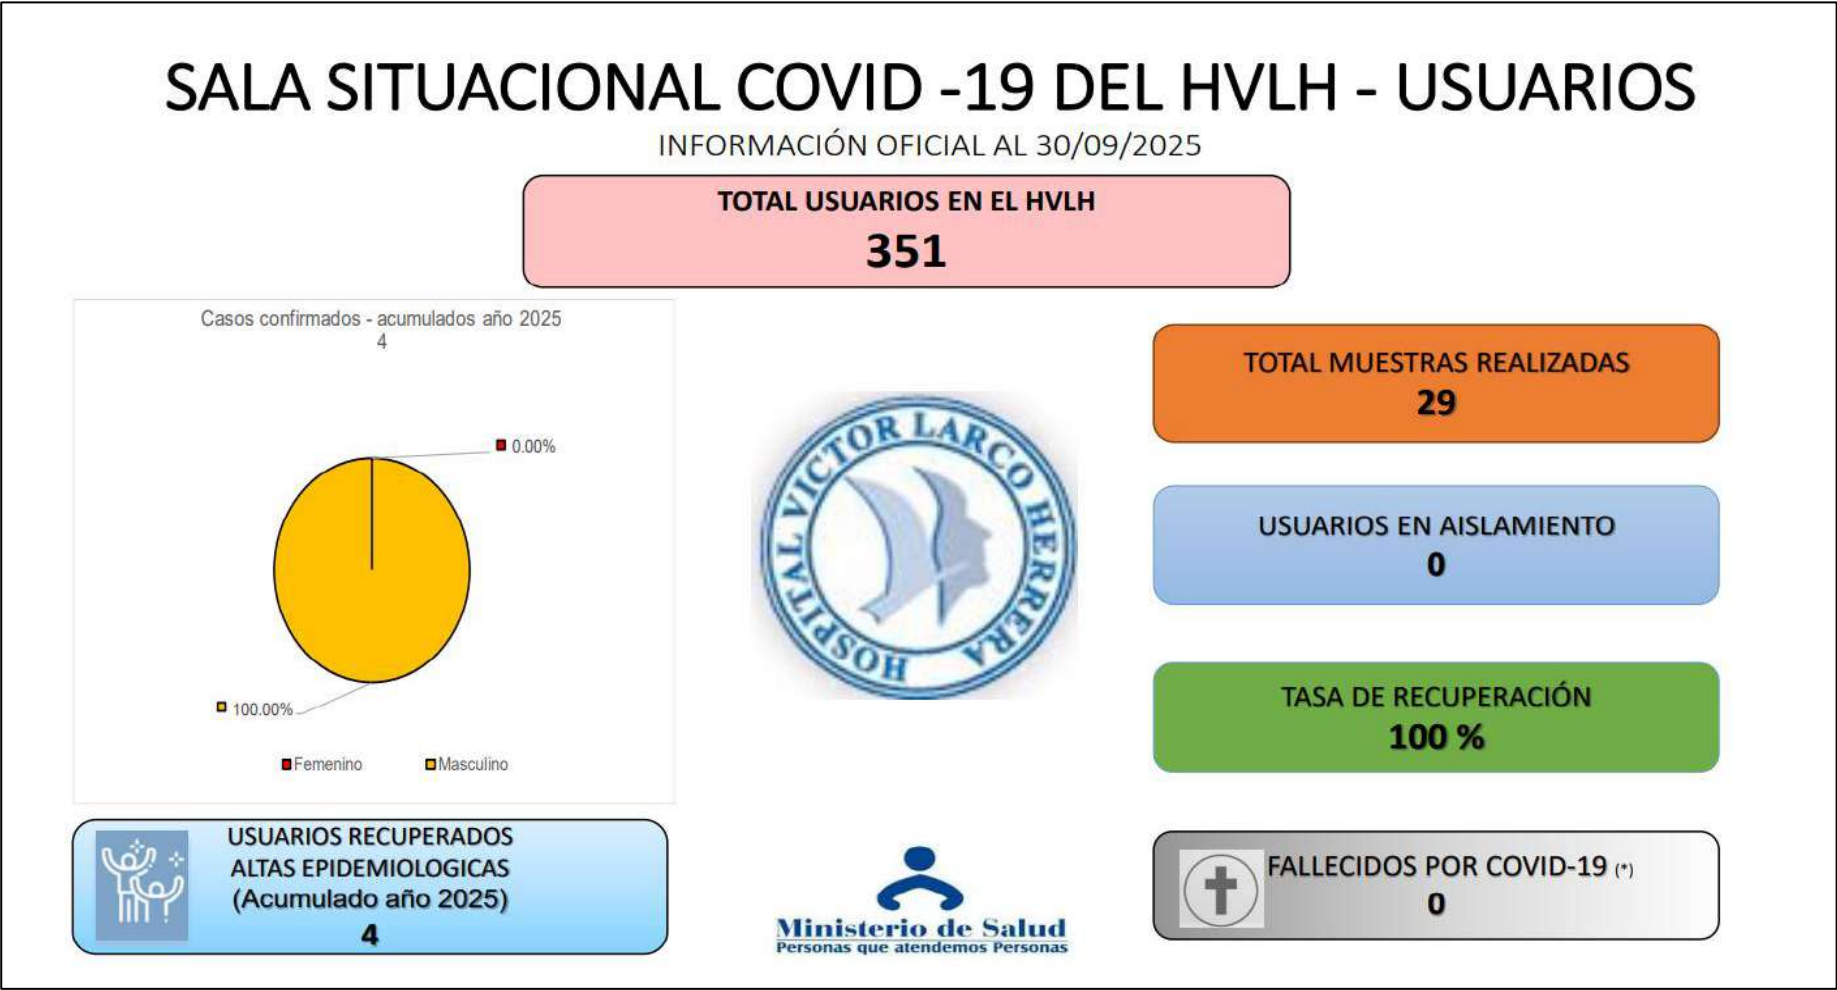 SALA SITUACIONAL COVID -19 DEL HVLH - USUARIOS
INFORMACIÓN OFICIAL AL 30/09/2025
TOTAL USUARIOS EN EL HVLH
351
Casos confirmados - acumulados año 2025
4
0.00%
100.00%
Femenino
Masculino
USUARIOS RECUPERADOS
ALTAS EPIDEMIOLOGICAS
(Acumulado año 2025)
4
HOSPITAL VICTOR LARCO HERRERA
Ministerio de Salud
Personas que atendemos Personas
TOTAL MUESTRAS REALIZADAS
29
USUARIOS EN AISLAMIENTO
0
TASA DE RECUPERACIÓN
100 %
FALLECIDOS POR COVID-19 (*)
0